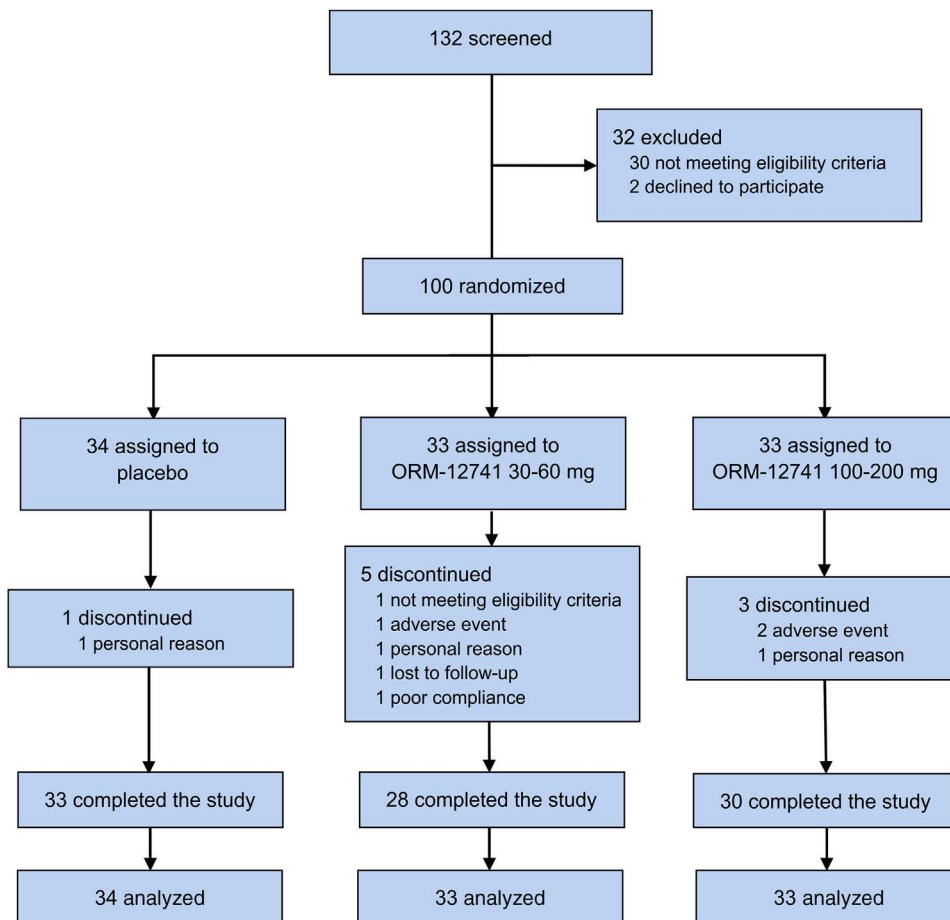 132 screened
32 excluded
30 not meeting eligibility criteria
2 declined to participate
100 randomized
34 assigned to
placebo
33 assigned to
ORM-12741 30-60 mg
33 assigned to
ORM-12741 100-200 mg
1 discontinued
1 personal reason
5 discontinued
1 not meeting eligibility criteria
1 adverse event
1 personal reason
1 lost to follow-up
1 poor compliance
3 discontinued
2 adverse event
1 personal reason
33 completed the study
28 completed the study
30 completed the study
34 analyzed
33 analyzed
33 analyzed